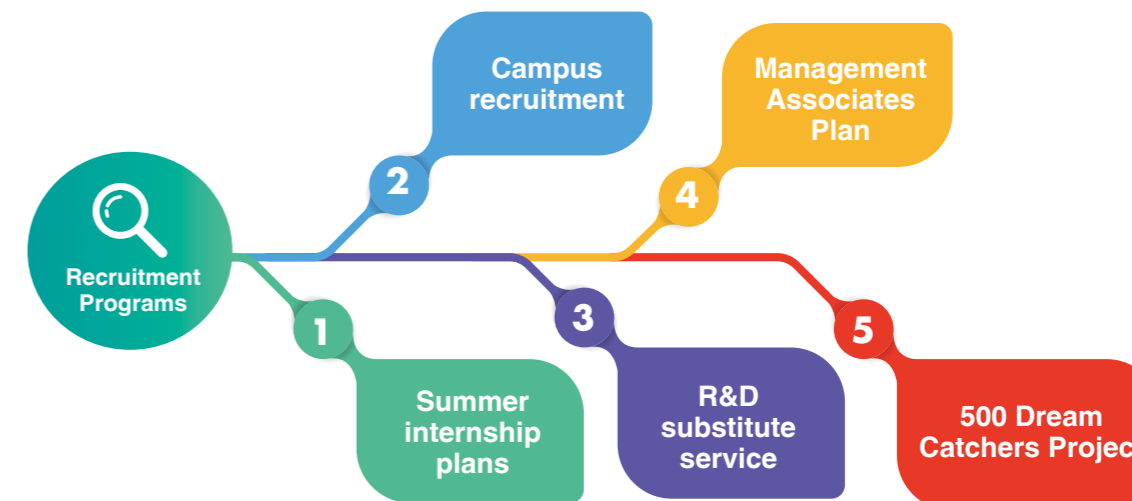 Recruitment
Programs
1
Summer
internship
plans
2
Campus
recruitment
3
R&D
substitute
service
4
Management
Associates
Plan
5
500 Dream
Catchers Projec